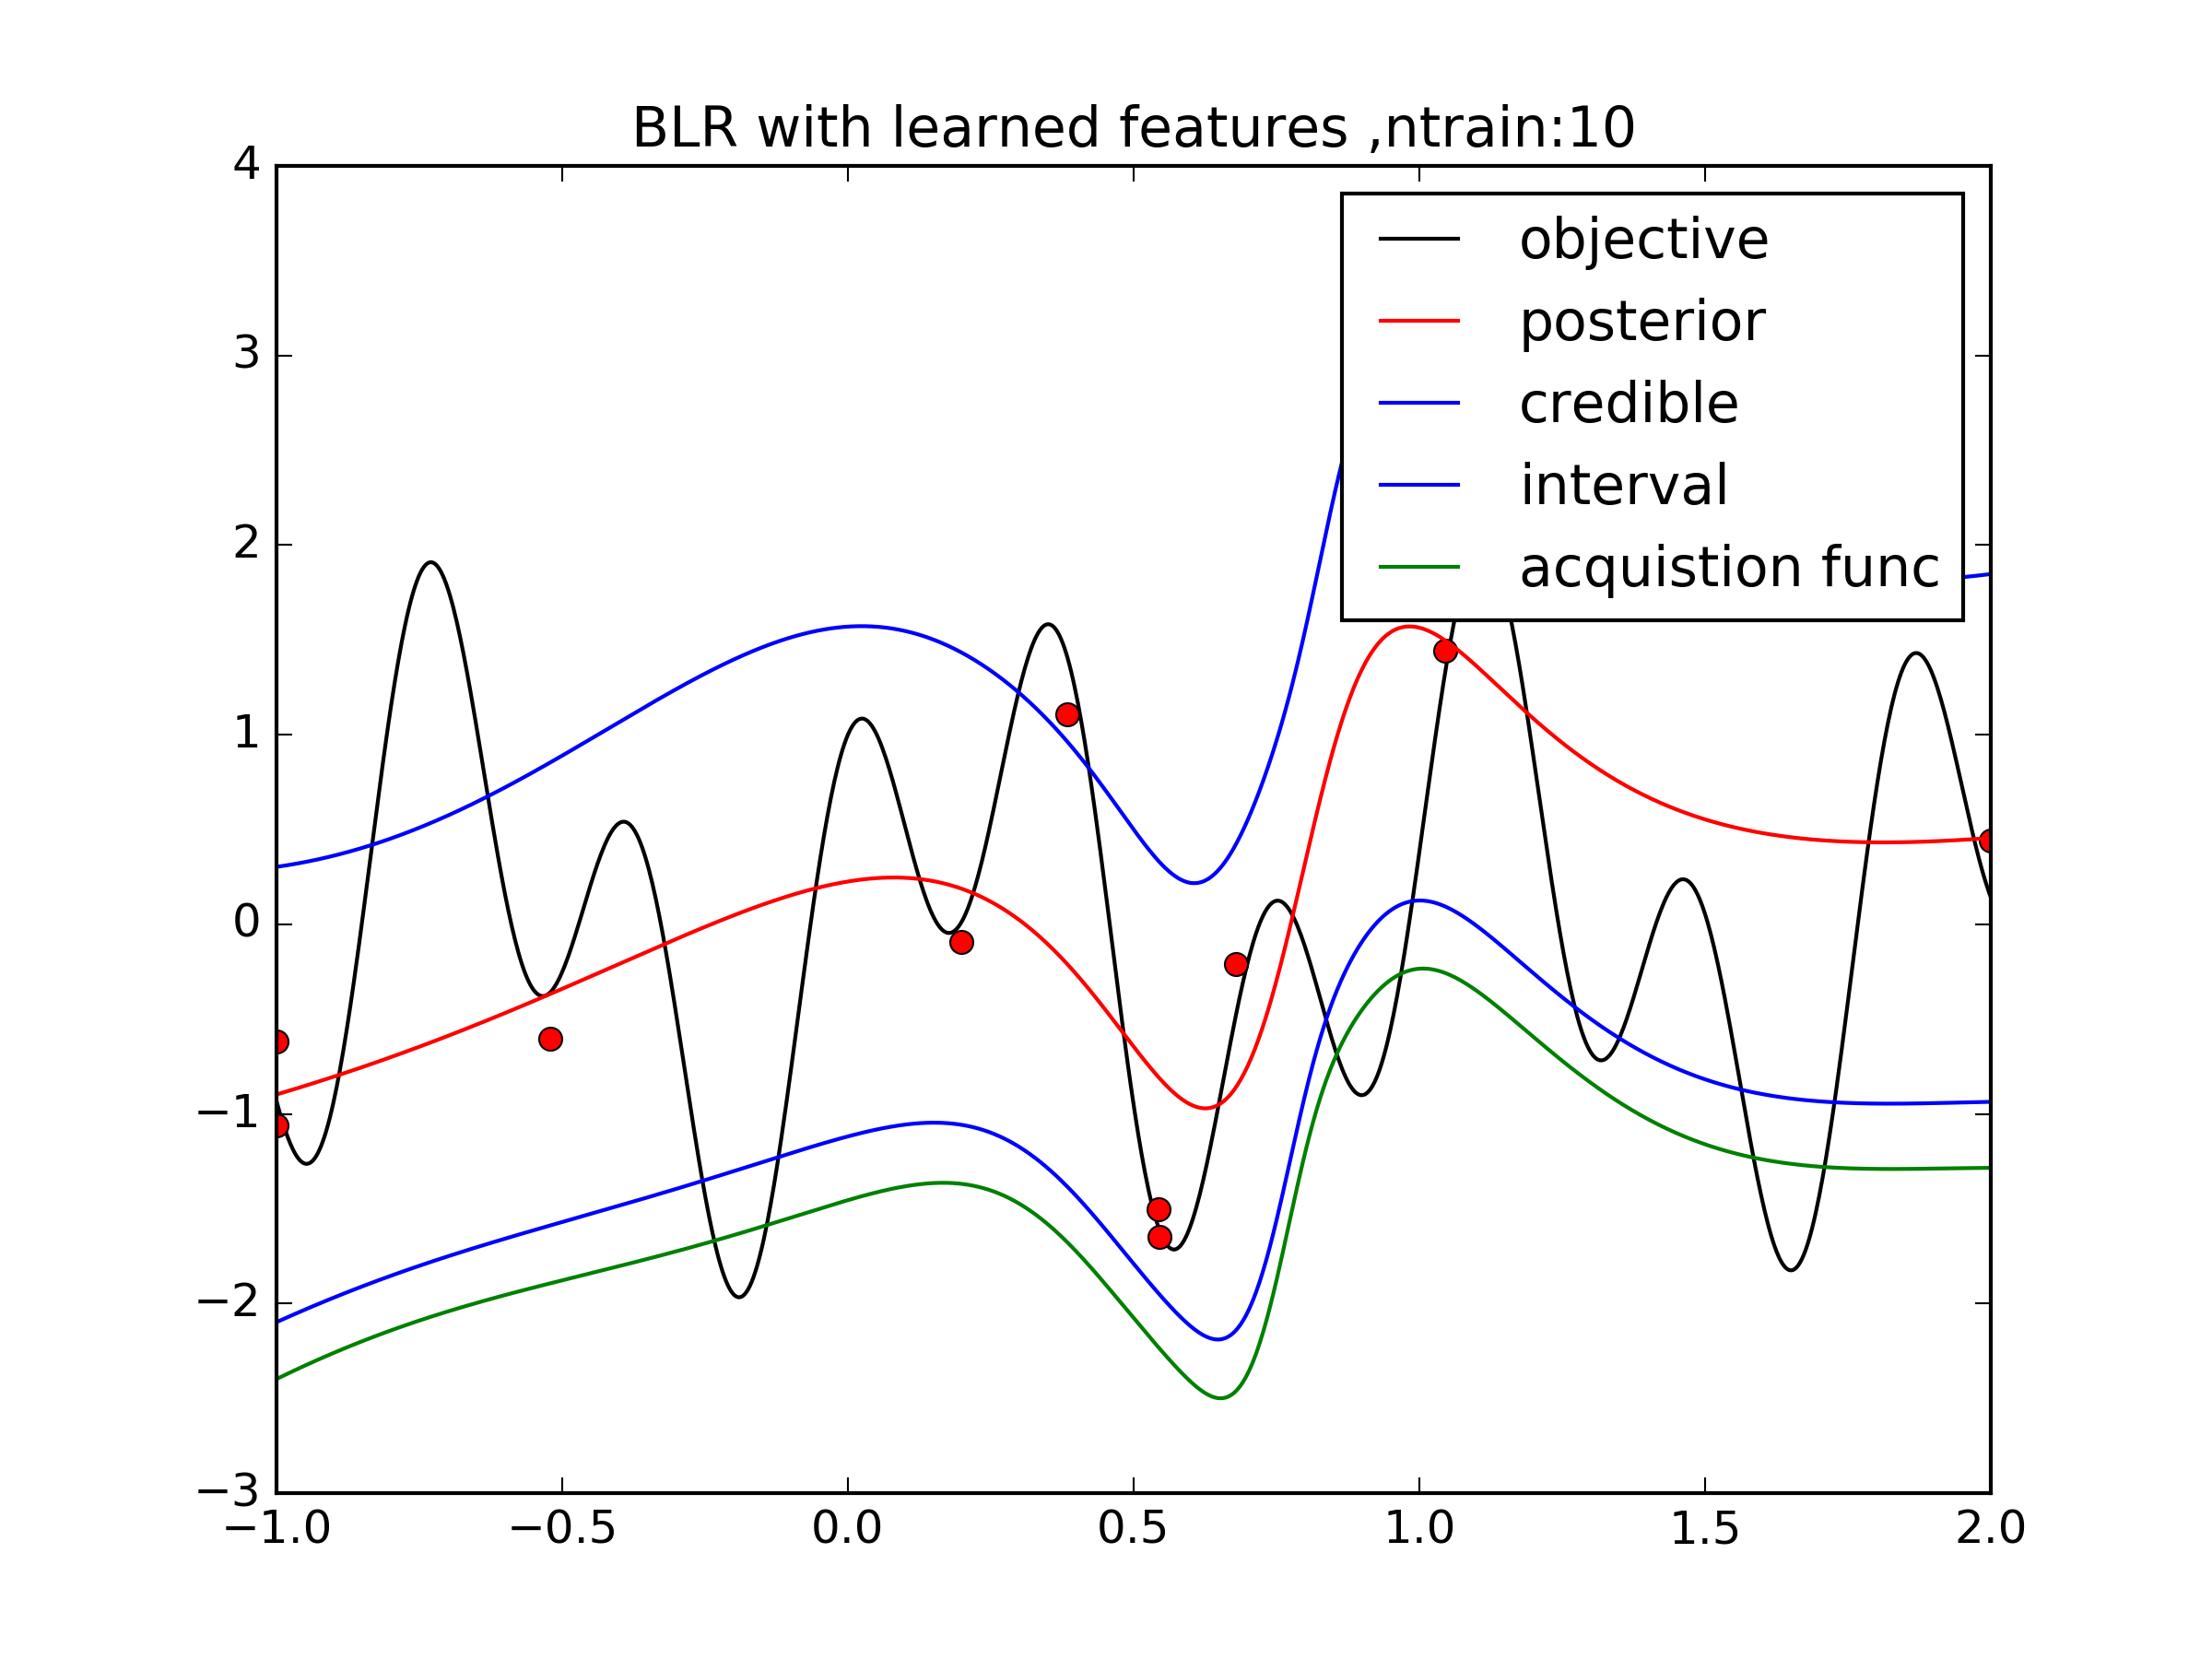 BLR with learned features ,ntrain:10
4
3
2
1
0
−1
−2
−3
objective
posterior
credible
interval
acquistion func
−1.0 −0.5 0.0 0.5 1.0 1.5 2.0